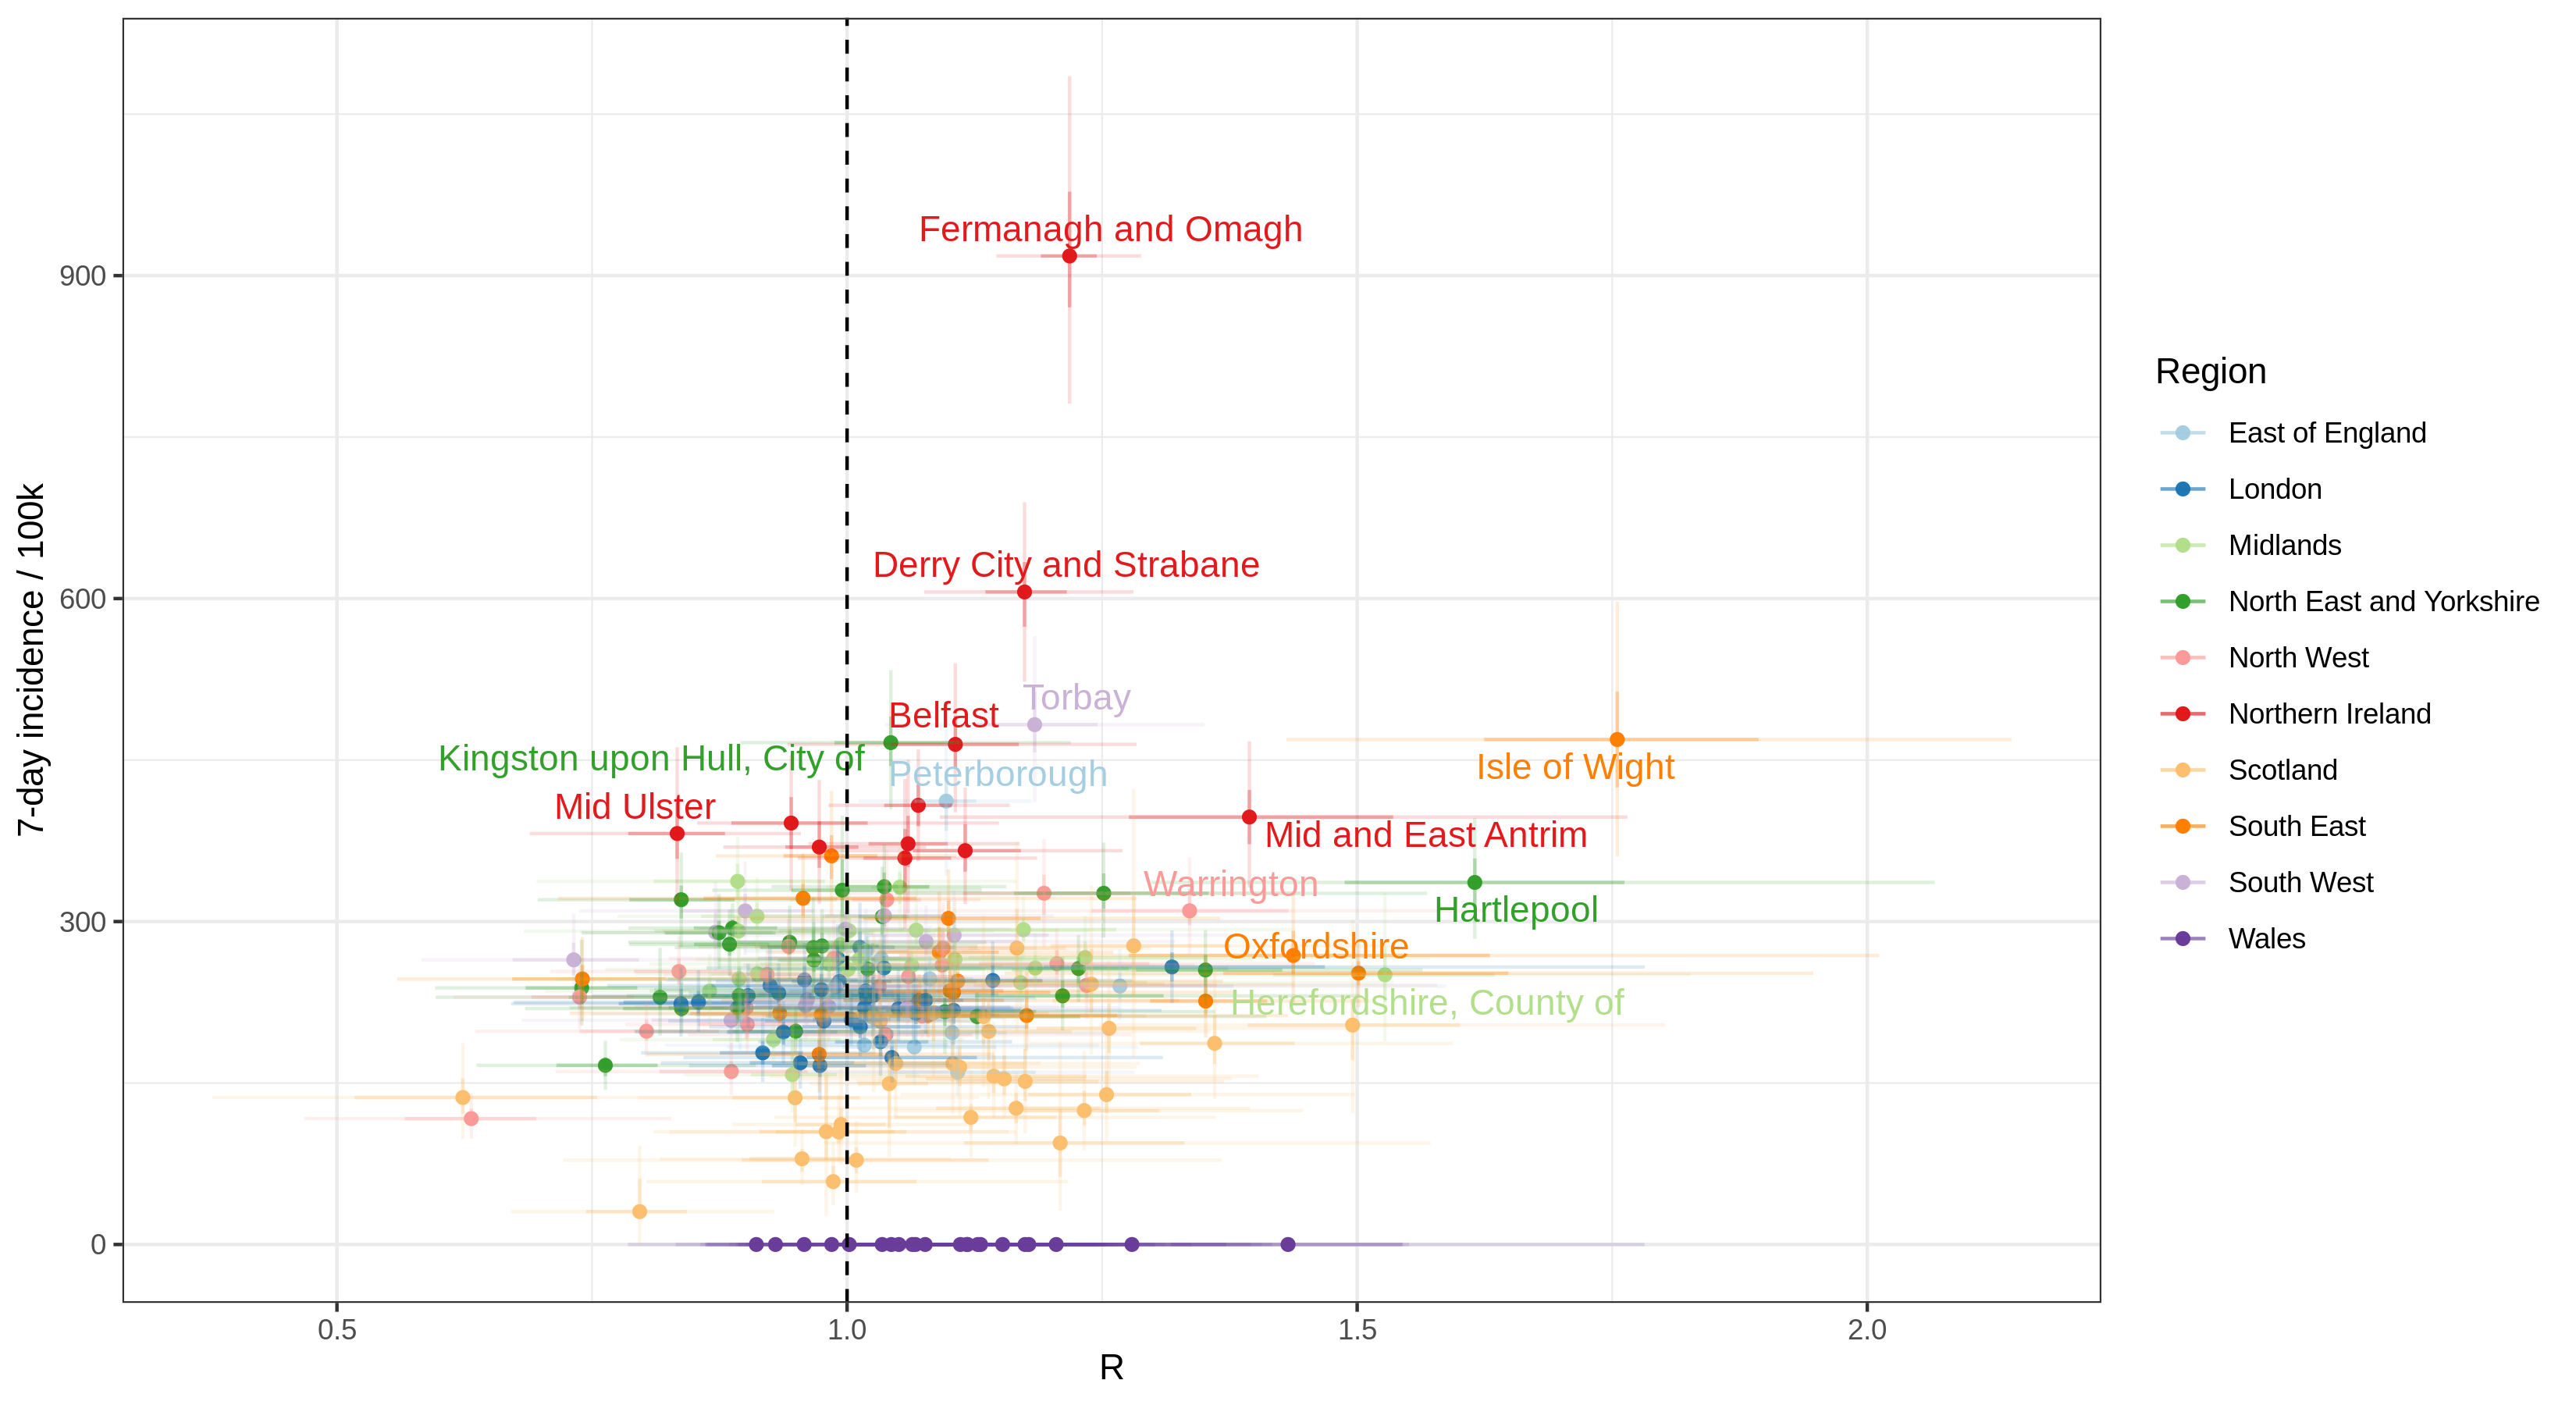 Fermanagh and Omagh
900
Region
East of England
London
Midlands
North East and Yorkshire
North West
Northern Ireland
Scotland
South East
South West
Wales
7-day incidence / 100k
Derry City and Strabane
600
Torbay
Belfast
Kingston upon Hull, City of
Peterborough
Isle of Wight
Mid Ulster
Mid and East Antrim
Warrington
Hartlepool
300
Oxfordshire
Herefordshire, County of
0
0.5
1.0
1.5
2.0
R